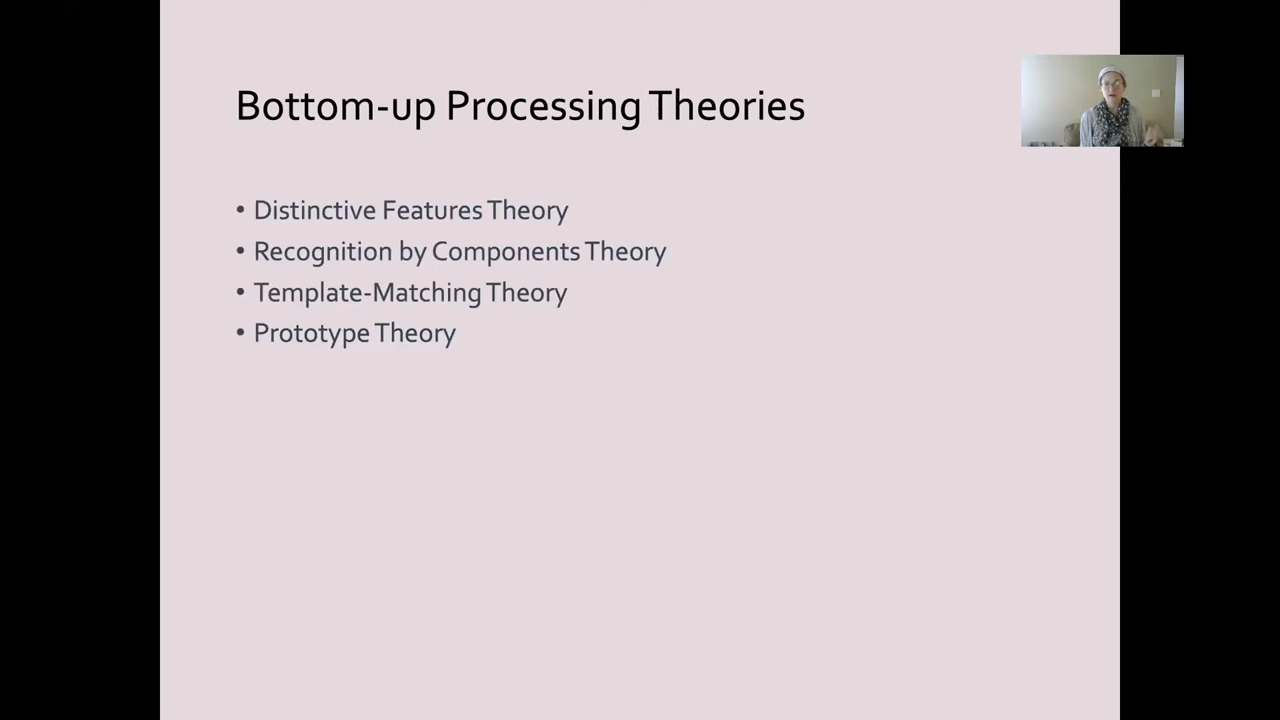 Bottom-up Processing Theories
• Distinctive Features Theory
• Recognition by Components Theory
• Template-Matching Theory
• Prototype Theory